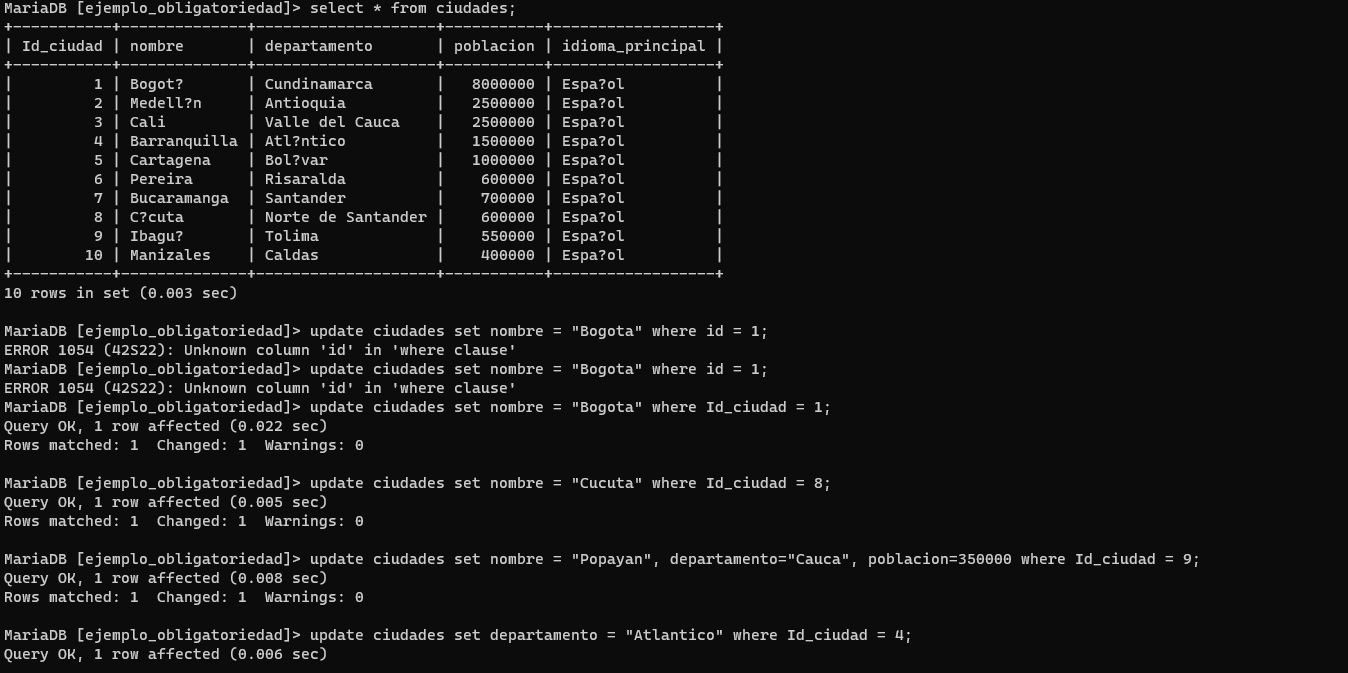 MariaDB [ejemplo_obligatoriedad]> select * from ciudades;
+-----------+--------------+--------------------+-----------+------------------+
| Id_ciudad | nombre       | departamento       | poblacion | idioma_principal |
+-----------+--------------+--------------------+-----------+------------------+
|         1 | Bogot?       | Cundinamarca       |   8000000 | Espa?ol          |
|         2 | Medell?n     | Antioquia          |   2500000 | Espa?ol          |
|         3 | Cali         | Valle del Cauca    |   2500000 | Espa?ol          |
|         4 | Barranquilla | Atl?ntico          |   1500000 | Espa?ol          |
|         5 | Cartagena    | Bol?var            |   1000000 | Espa?ol          |
|         6 | Pereira      | Risaralda          |    600000 | Espa?ol          |
|         7 | Bucaramanga  | Santander          |    700000 | Espa?ol          |
|         8 | C?cuta       | Norte de Santander |    600000 | Espa?ol          |
|         9 | Ibagu?       | Tolima             |    550000 | Espa?ol          |
|        10 | Manizales    | Caldas             |    400000 | Espa?ol          |
+-----------+--------------+--------------------+-----------+------------------+
10 rows in set (0.003 sec)

MariaDB [ejemplo_obligatoriedad]> update ciudades set nombre = "Bogota" where id = 1;
ERROR 1054 (42S22): Unknown column 'id' in 'where clause'
MariaDB [ejemplo_obligatoriedad]> update ciudades set nombre = "Bogota" where id = 1;
ERROR 1054 (42S22): Unknown column 'id' in 'where clause'
MariaDB [ejemplo_obligatoriedad]> update ciudades set nombre = "Bogota" where Id_ciudad = 1;
Query OK, 1 row affected (0.022 sec)
Rows matched: 1  Changed: 1  Warnings: 0

MariaDB [ejemplo_obligatoriedad]> update ciudades set nombre = "Cucuta" where Id_ciudad = 8;
Query OK, 1 row affected (0.005 sec)
Rows matched: 1  Changed: 1  Warnings: 0

MariaDB [ejemplo_obligatoriedad]> update ciudades set nombre = "Popayan", departamento="Cauca", poblacion=350000 where Id_ciudad = 9;
Query OK, 1 row affected (0.008 sec)
Rows matched: 1  Changed: 1  Warnings: 0

MariaDB [ejemplo_obligatoriedad]> update ciudades set departamento = "Atlantico" where Id_ciudad = 4;
Query OK, 1 row affected (0.006 sec)